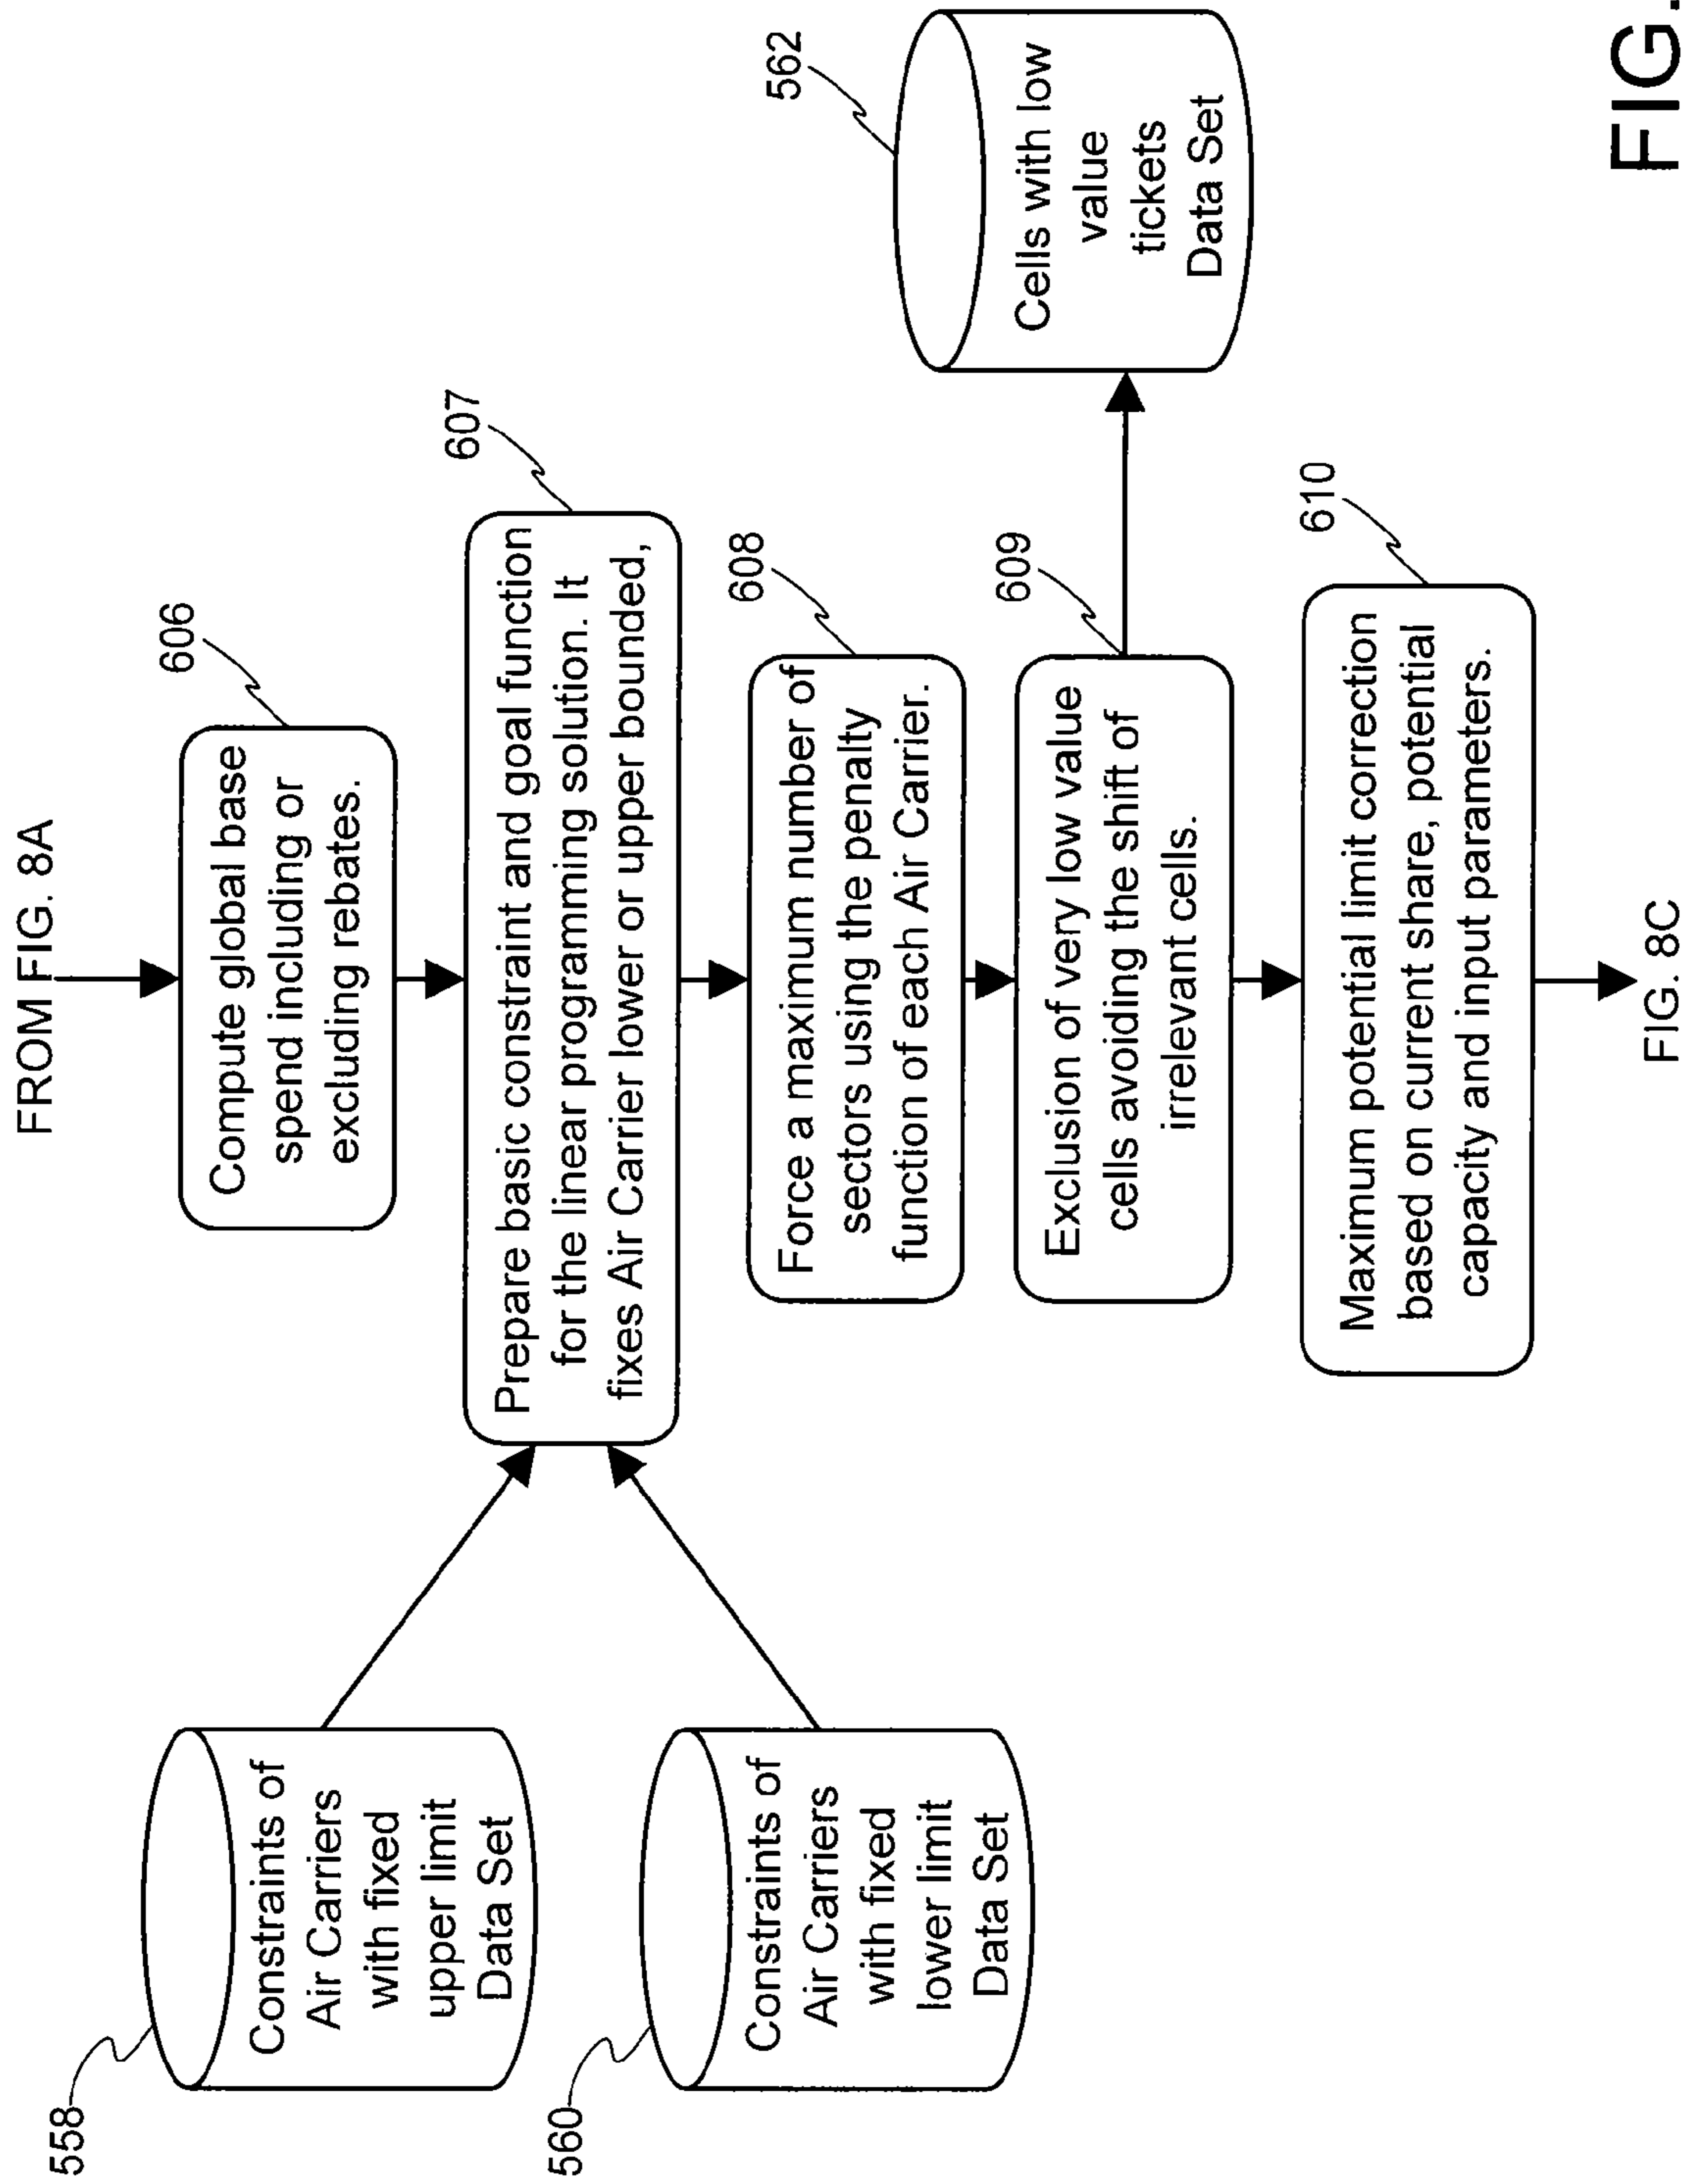 FROM FIG. 8A
606
Compute global base
spend including or
excluding rebates.
558
Constraints of
Air Carriers
with fixed
upper limit
Data Set
607
Prepare basic constraint and goal function
for the linear programming solution. It
fixes Air Carrier lower or upper bounded,
560
Constraints of
Air Carriers
with fixed
lower limit
Data Set
608
Force a maximum number of
sectors using the penalty
function of each Air Carrier.
609
Exclusion of very low value
cells avoiding the shift of
irrelevant cells.
562
Cells with low
value
tickets
Data Set
610
Maximum potential limit correction
based on current share, potential
capacity and input parameters.
FIG. 8C
FIG.